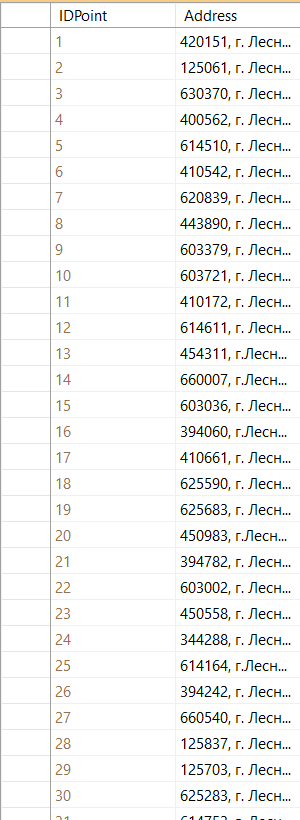 IDPoint Address
1 420151, г. Лесн...
2 125061, г. Лесн...
3 630370, г. Лесн...
4 400562, г. Лесн...
5 614510, г. Лесн...
6 410542, г. Лесн...
7 620839, г. Лесн...
8 443890, г. Лесн...
9 603379, г. Лесн...
10 603721, г. Лесн...
11 410172, г. Лесн...
12 614611, г. Лесн...
13 454311, г.Лесн...
14 660007, г.Лесн...
15 603036, г. Лесн...
16 394060, г.Лесн...
17 410661, г. Лесн...
18 625590, г. Лесн...
19 625683, г. Лесн...
20 450983, г.Лесн...
21 394782, г. Лесн...
22 603002, г. Лесн...
23 450558, г. Лесн...
24 344288, г. Лесн...
25 614164, г.Лесн...
26 394242, г. Лесн...
27 660540, г. Лесн...
28 125837, г. Лесн...
29 125703, г. Лесн...
30 625283, г. Лесн...